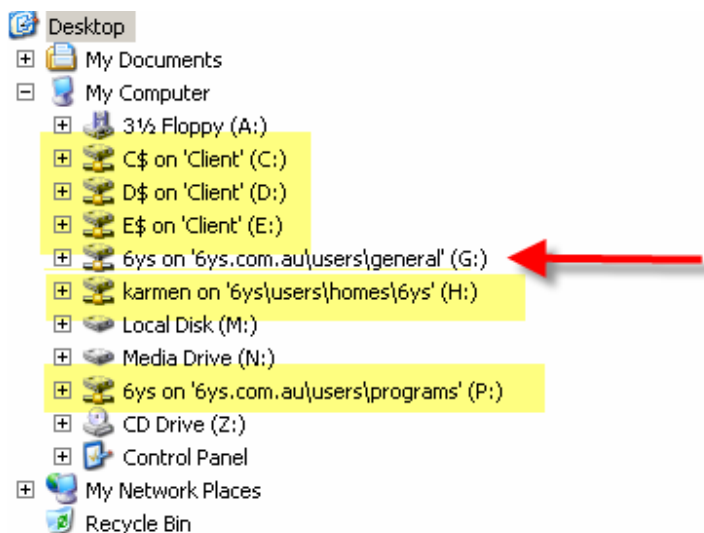 Desktop
My Documents
My Computer
3½ Floppy (A:)
C$ on 'Client' (C:)
D$ on 'Client' (D:)
E$ on 'Client' (E:)
6ys on '6ys.com.au\users\general' (G:)
karmen on '6ys\users\homes\6ys' (H:)
Local Disk (M:)
Media Drive (N:)
6ys on '6ys.com.au\users\programs' (P:)
CD Drive (Z:)
Control Panel
My Network Places
Recycle Bin